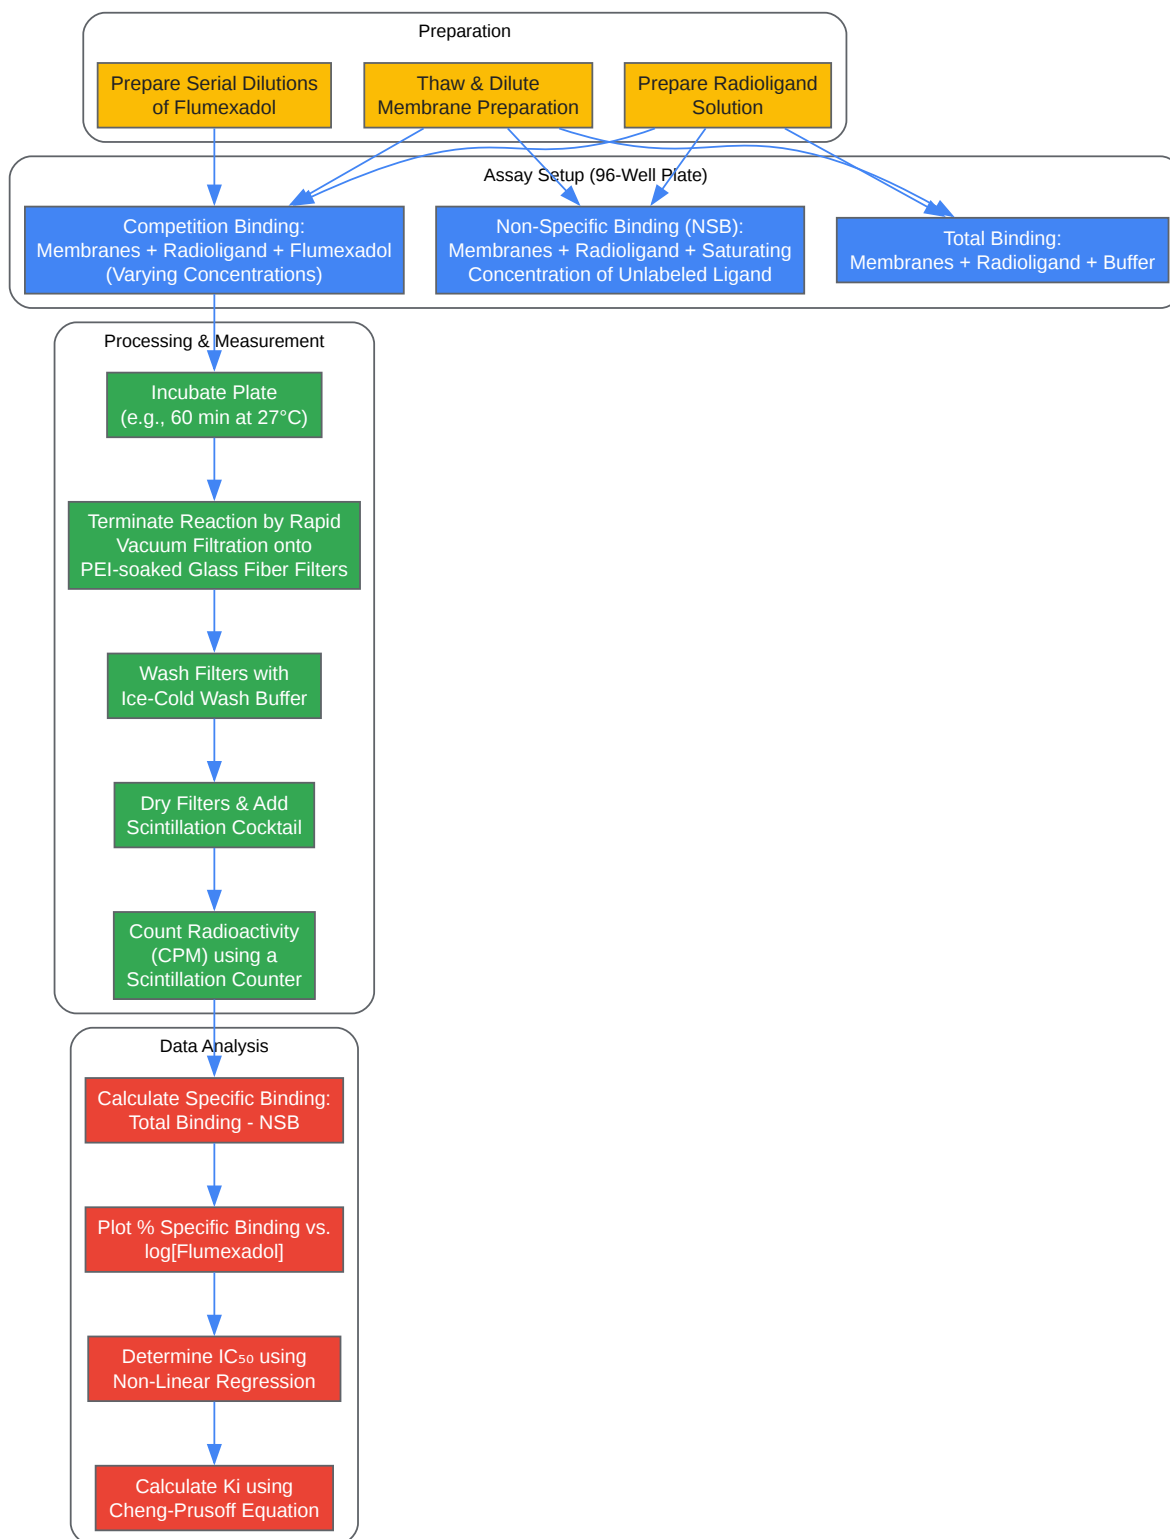 Preparation
Prepare Serial Dilutions
of Flumexadol
Thaw & Dilute
Membrane Preparation
Prepare Radioligand
Solution
Assay Setup (96-Well Plate)
Competition Binding:
Membranes + Radioligand + Flumexadol
(Varying Concentrations)
Non-Specific Binding (NSB):
Membranes + Radioligand + Saturating
Concentration of Unlabeled Ligand
Total Binding:
Membranes + Radioligand + Buffer
Processing & Measurement
Incubate Plate
(e.g., 60 min at 27°C)
Terminate Reaction by Rapid
Vacuum Filtration onto
PEI-soaked Glass Fiber Filters
Wash Filters with
Ice-Cold Wash Buffer
Dry Filters & Add
Scintillation Cocktail
Count Radioactivity
(CPM) using a
Scintillation Counter
Data Analysis
Calculate Specific Binding:
Total Binding - NSB
Plot % Specific Binding vs.
log[Flumexadol]
Determine IC₅₀ using
Non-Linear Regression
Calculate Ki using
Cheng-Prusoff Equation